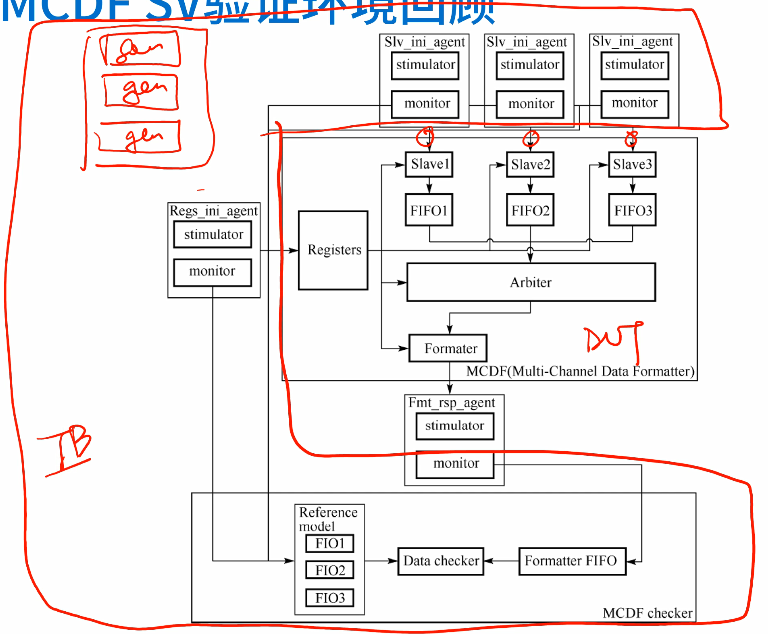 MCDF SV验证环境回顾
gen
gen
gen
Slv_ini_agent
stimulator
monitor
Slv_ini_agent
stimulator
monitor
Slv_ini_agent
stimulator
monitor
Regs_ini_agent
stimulator
monitor
Registers
Slave1
Slave2
Slave3
FIFO1
FIFO2
FIFO3
Arbiter
Formater
DUT
MCDF(Multi-Channel Data Formatter)
Fmt_rsp_agent
stimulator
monitor
TB
Reference
model
FIO1
FIO2
FIO3
Data checker
Formatter FIFO
MCDF checker